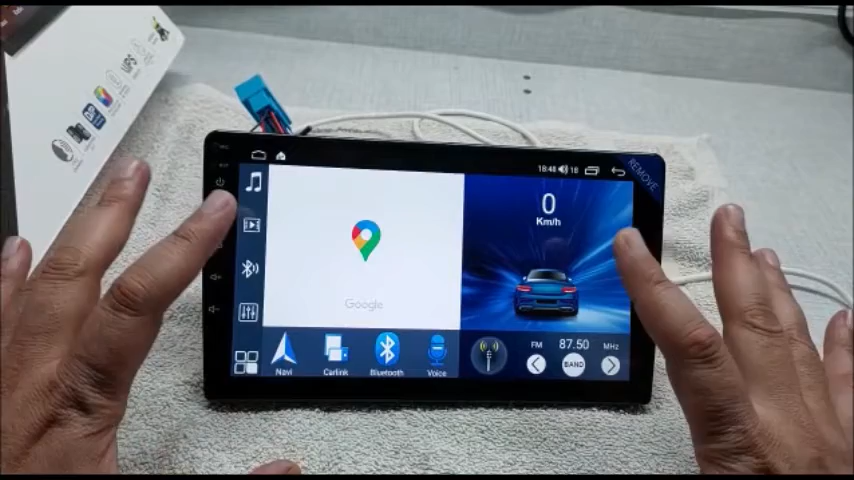 18:48 18
REMOVE
0
Km/h
Google
Navi
Carlink
Bluetooth
Voice
FM 87.50 MHz
BAND